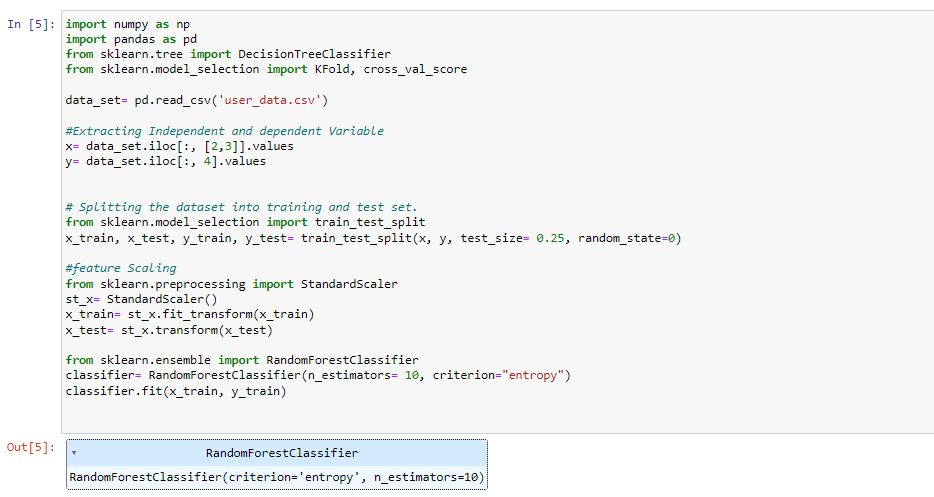 In [5]: import numpy as np
import pandas as pd
from sklearn.tree import DecisionTreeClassifier
from sklearn.model_selection import KFold, cross_val_score
data_set= pd.read_csv('user_data.csv')
#Extracting Independent and dependent Variable
x= data_set.iloc[:, [2,3]].values
y= data_set.iloc[:, 4].values
# Splitting the dataset into training and test set.
from sklearn.model_selection import train_test_split
x_train, x_test, y_train, y_test= train_test_split(x, y, test_size= 0.25, random_state=0)
#feature Scaling
from sklearn.preprocessing import StandardScaler
st_x= StandardScaler()
x_train= st_x.fit_transform(x_train)
x_test= st_x.transform(x_test)
from sklearn.ensemble import RandomForestClassifier
classifier= RandomForestClassifier(n_estimators= 10, criterion="entropy")
classifier.fit(x_train, y_train)
Out[5]: ▾ RandomForestClassifier
RandomForestClassifier(criterion='entropy', n_estimators=10)